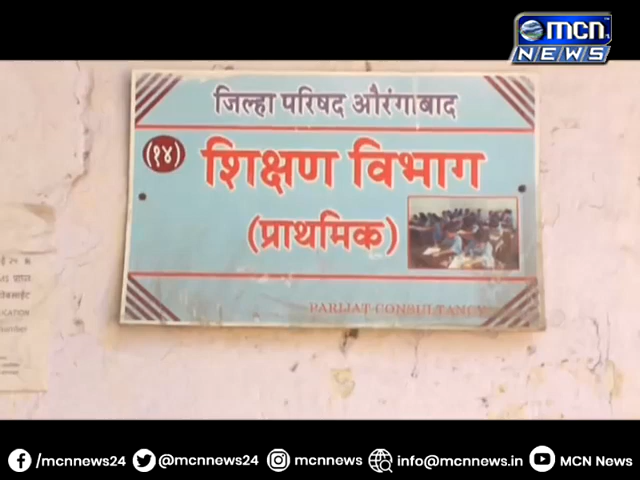 mcn
NEWS
जिल्हा परिषद औरंगाबाद
(१४)
शिक्षण विभाग
(प्राथमिक)
PARIJAT CONSULTANCY
/mcnnews24 @mcnnews24 mcnnews info@mcnnews.in MCN News